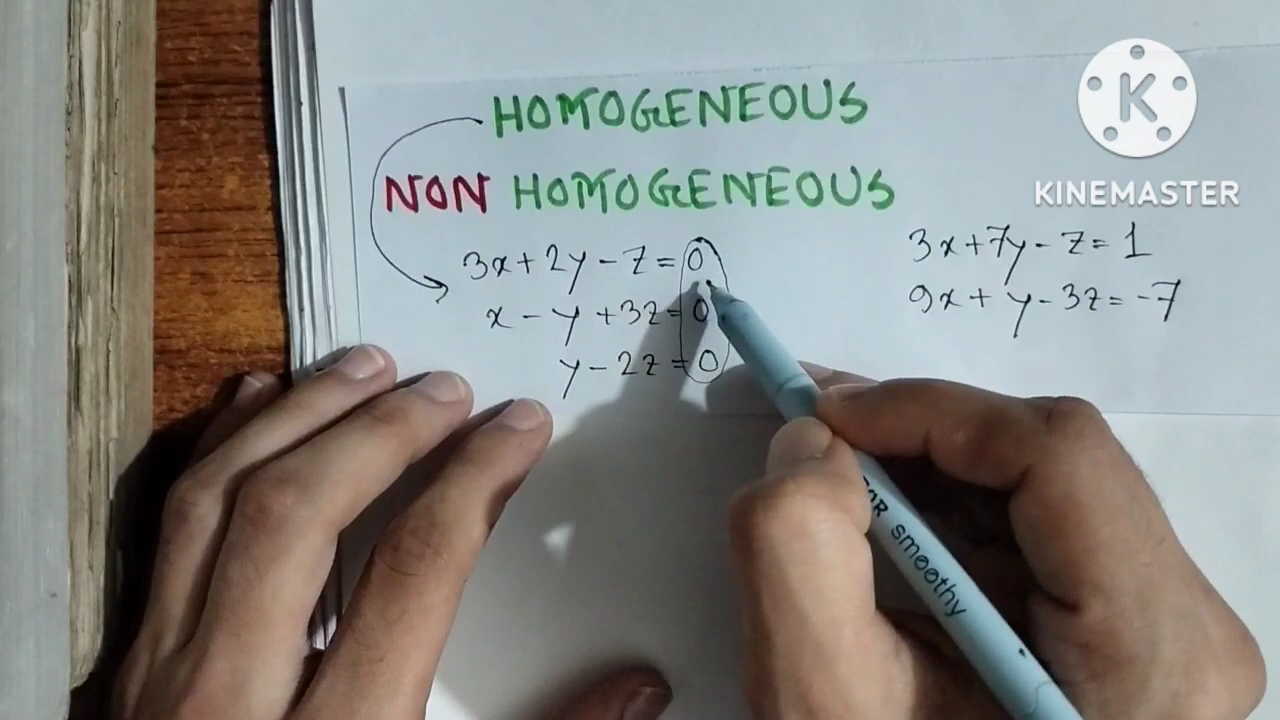 HOMOGENEOUS
NON HOMOGENEOUS
3x+2y-z=0
x-y+3z=0
y-2z=0
3x+7y-z=1
9x+y-3z=-7
K
KINEMASTER
smoothy